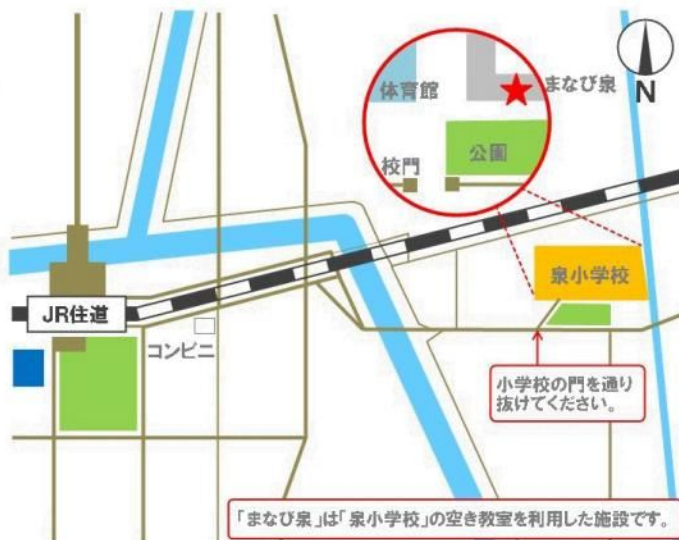 体育館
まなび泉
公園
校門
N
泉小学校
JR住道
コンビニ
小学校の門を通り
抜けてください。
「まなび泉」は「泉小学校」の空き教室を利用した施設です。